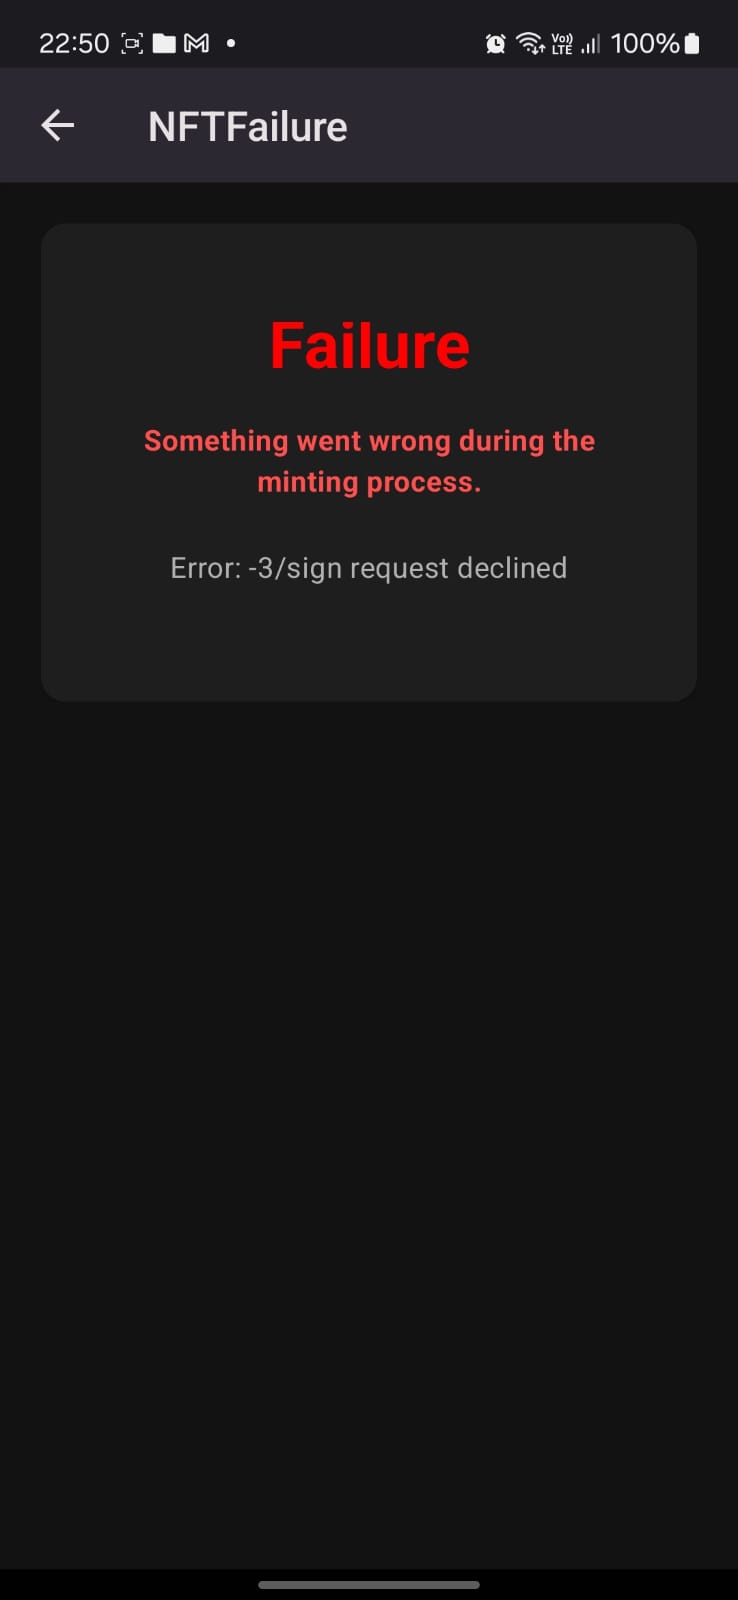 22:50 Vo)) LTE 100%
NFTFailure
Failure
Something went wrong during the
minting process.
Error: -3/sign request declined